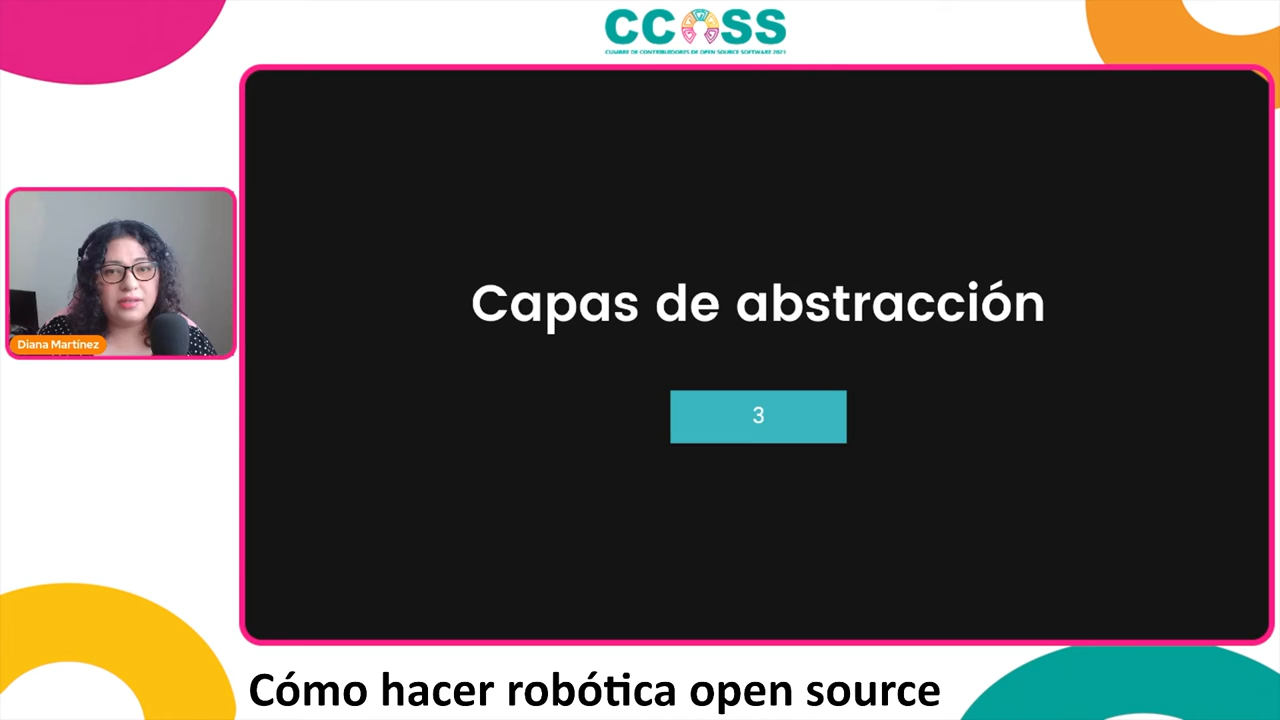 CCOSS
CUMBRE DE CONTRIBUIDORES DE OPEN SOURCE SOFTWARE 2021
Capas de abstracción
3
Diana Martínez
Cómo hacer robótica open source